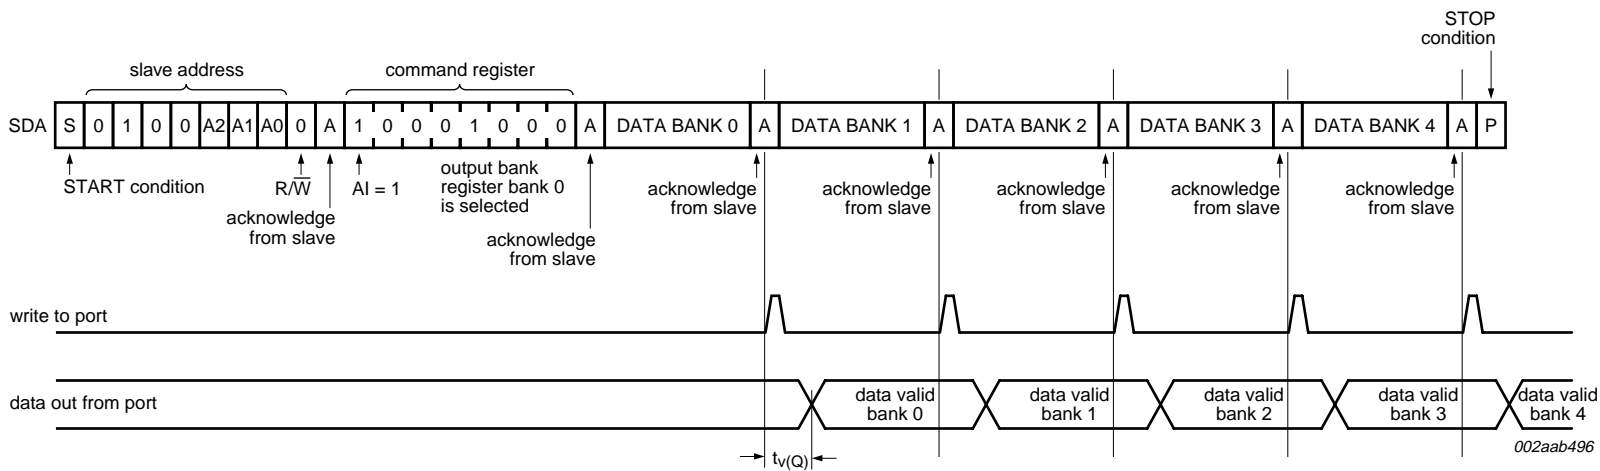 STOP
condition
slave address
command register
SDA S 0 1 0 0 A2 A1 A0 0 A 1 0 0 0 1 0 0 0 A DATA BANK 0 A DATA BANK 1 A DATA BANK 2 A DATA BANK 3 A DATA BANK 4 A P
START condition
R/W̅
AI = 1
output bank
register bank 0
is selected
acknowledge
from slave
acknowledge
from slave
acknowledge
from slave
acknowledge
from slave
acknowledge
from slave
acknowledge
from slave
acknowledge
from slave
write to port
data out from port
data valid
bank 0
data valid
bank 1
data valid
bank 2
data valid
bank 3
data valid
bank 4
tv(Q)
002aab496